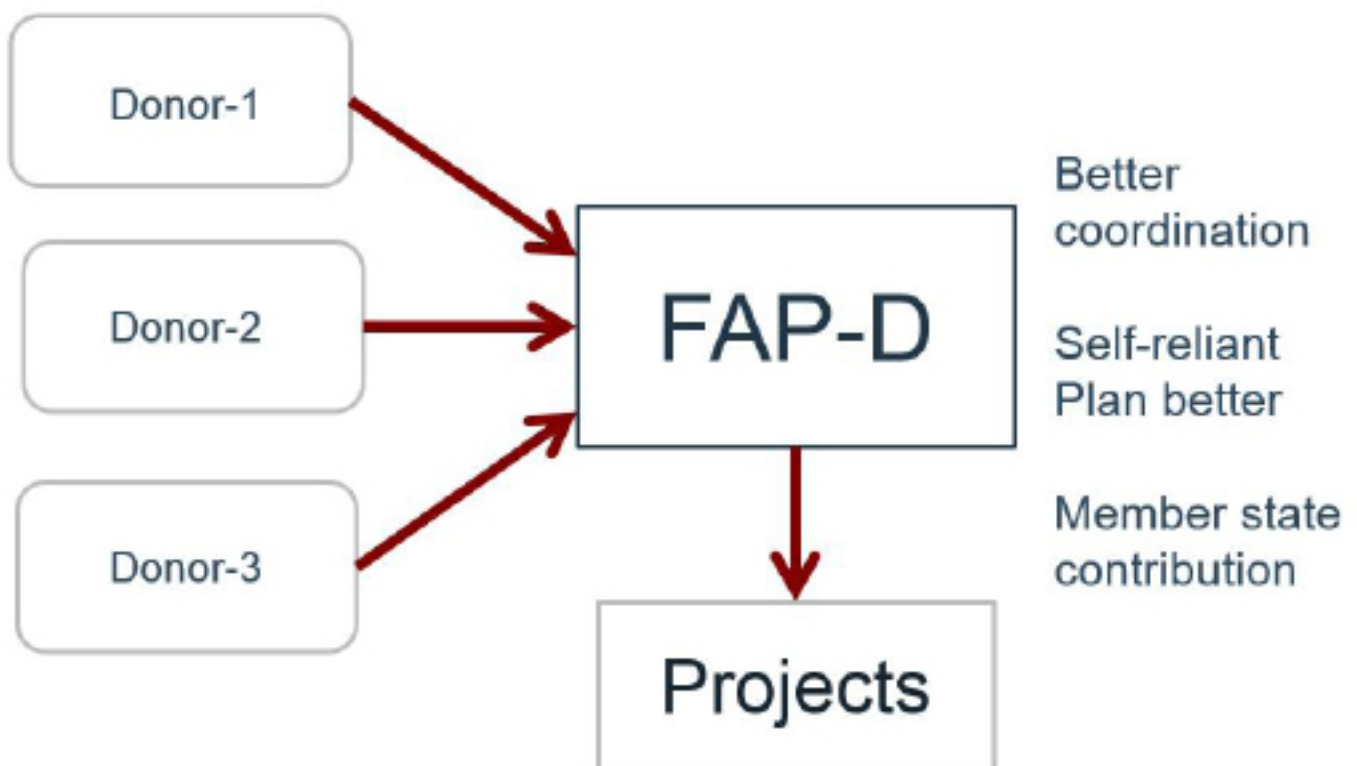 Donor-1
Donor-2
Donor-3
FAP-D
Projects
Better
coordination
Self-reliant
Plan better
Member state
contribution